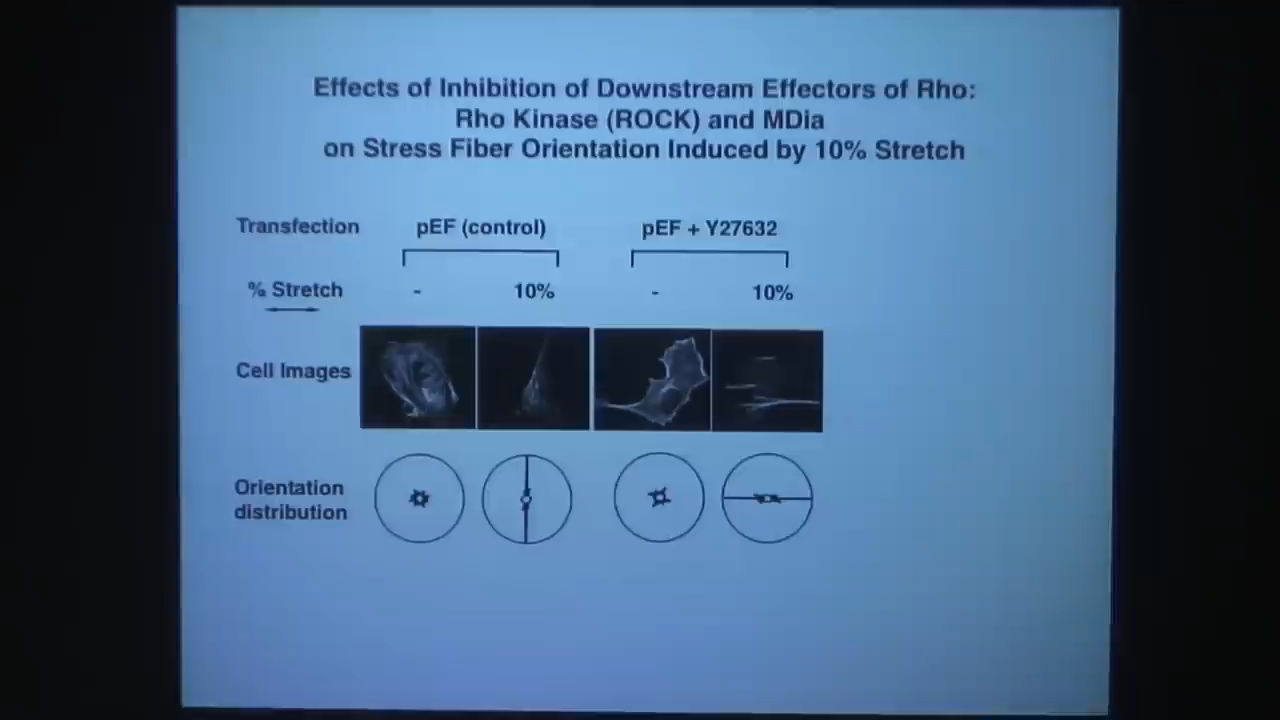 Effects of Inhibition of Downstream Effectors of Rho:
Rho Kinase (ROCK) and MDia
on Stress Fiber Orientation Induced by 10% Stretch
Transfection pEF (control) pEF + Y27632
% Stretch - 10% - 10%
Cell Images
Orientation
distribution